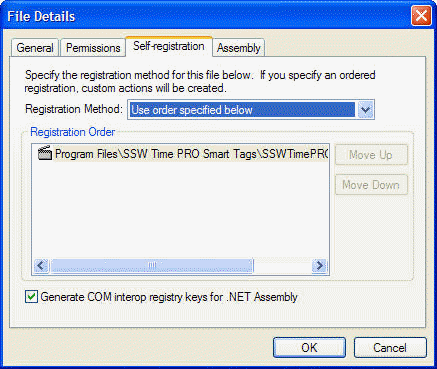 File Details
General Permissions Self-registration Assembly
Specify the registration method for this file below. If you specify an ordered
registration, custom actions will be created.
Registration Method: Use order specified below
Registration Order
Program Files\SSW Time PRO Smart Tags\SSWTimePRO
Move Up
Move Down
Generate COM interop registry keys for .NET Assembly
OK Cancel